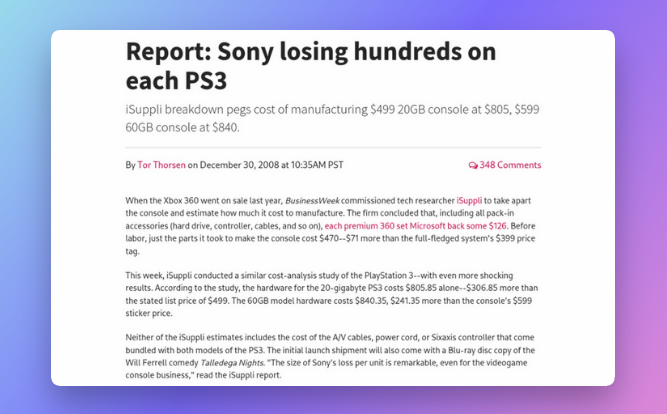 Report: Sony losing hundreds on
each PS3
iSuppli breakdown pegs cost of manufacturing $499 20GB console at $805, $599
60GB console at $840.
By Tor Thorsen on December 30, 2008 at 10:35AM PST
348 Comments
When the Xbox 360 went on sale last year, BusinessWeek commissioned tech researcher iSuppli to take apart
the console and estimate how much it cost to manufacture. The firm concluded that, including all pack-in
accessories (hard drive, controller, cables, and so on), each premium 360 set Microsoft back some $126. Before
labor, just the parts it took to make the console cost $470--$71 more than the full-fledged system's $399 price
tag.
This week, iSuppli conducted a similar cost-analysis study of the PlayStation 3--with even more shocking
results. According to the study, the hardware for the 20-gigabyte PS3 costs $805.85 alone--$306.85 more than
the stated list price of $499. The 60GB model hardware costs $840.35, $241.35 more than the console's $599
sticker price.
Neither of the iSuppli estimates includes the cost of the A/V cables, power cord, or Sixaxis controller that come
bundled with both models of the PS3. The initial launch shipment will also come with a Blu-ray disc copy of the
Will Ferrell comedy Talledega Nights. "The size of Sony's loss per unit is remarkable, even for the videogame
console business," read the iSuppli report.